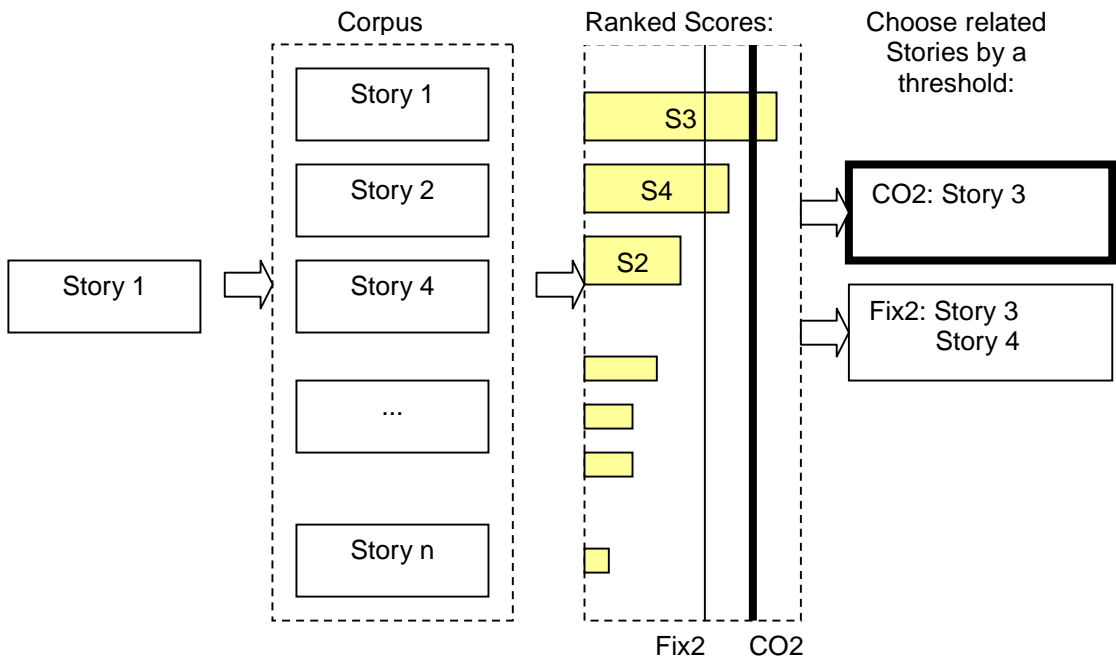 Corpus
Ranked Scores:
Choose related
Stories by a
threshold:
Story 1
Story 1
Story 2
Story 4
...
Story n
S3
S4
S2
CO2: Story 3
Fix2: Story 3
Story 4
Fix2
CO2